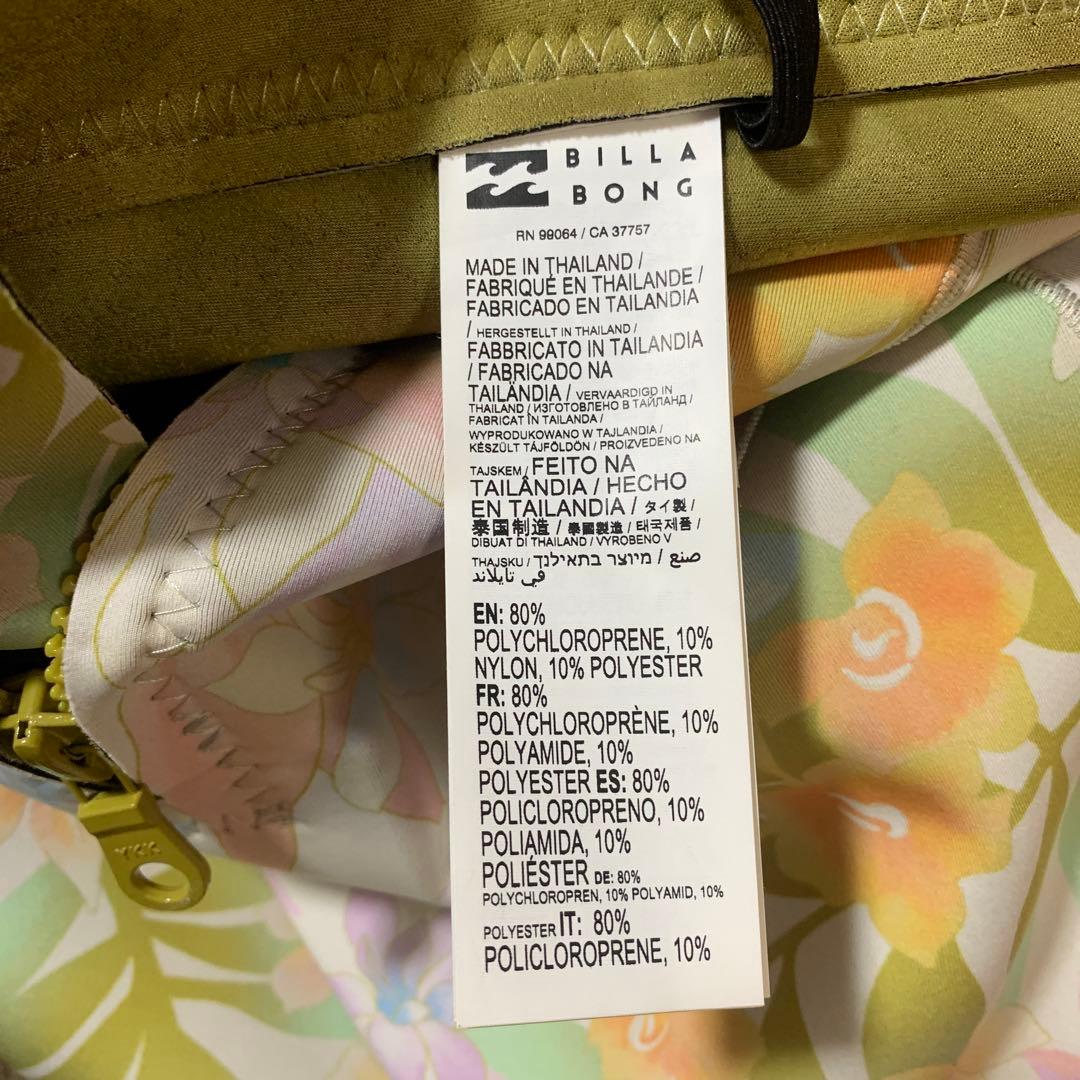 BILLA
BONG
RN 99064 / CA 37757
MADE IN THAILAND /
FABRIQUÉ EN THAILANDE /
FABRICADO EN TAILANDIA
/ HERGESTELLT IN THAILAND /
FABBRICATO IN TAILANDIA
/ FABRICADO NA
TAILÄNDIA / VERVAARDIGD IN
THAILAND / ИЗГОТОВЛЕНО В ТАЙЛАНД /
FABRICAT ÎN TAILANDA /
WYPRODUKOWANO W TAJLANDIA /
KÉSZÜLT TÁJFÖLDÖN / PROIZVEDENO NA
TAJSKEM / FEITO NA
TAILÂNDIA / HECHO
EN TAILANDIA / タイ製 /
泰国制造 / 泰國製造 / 태국제품 /
DIBUAT DI THAILAND / VYROBENO V
THAJSKU / מיוצר בתאילנד / صنع
في تايلاند
EN: 80%
POLYCHLOROPRENE, 10%
NYLON, 10% POLYESTER
FR: 80%
POLYCHLOROPRÈNE, 10%
POLYAMIDE, 10%
POLYESTER ES: 80%
POLICLOROPRENO, 10%
POLIAMIDA, 10%
POLIÉSTER DE: 80%
POLYCHLOROPREN, 10% POLYAMID, 10%
POLYESTER IT: 80%
POLICLOROPRENE, 10%
YKK